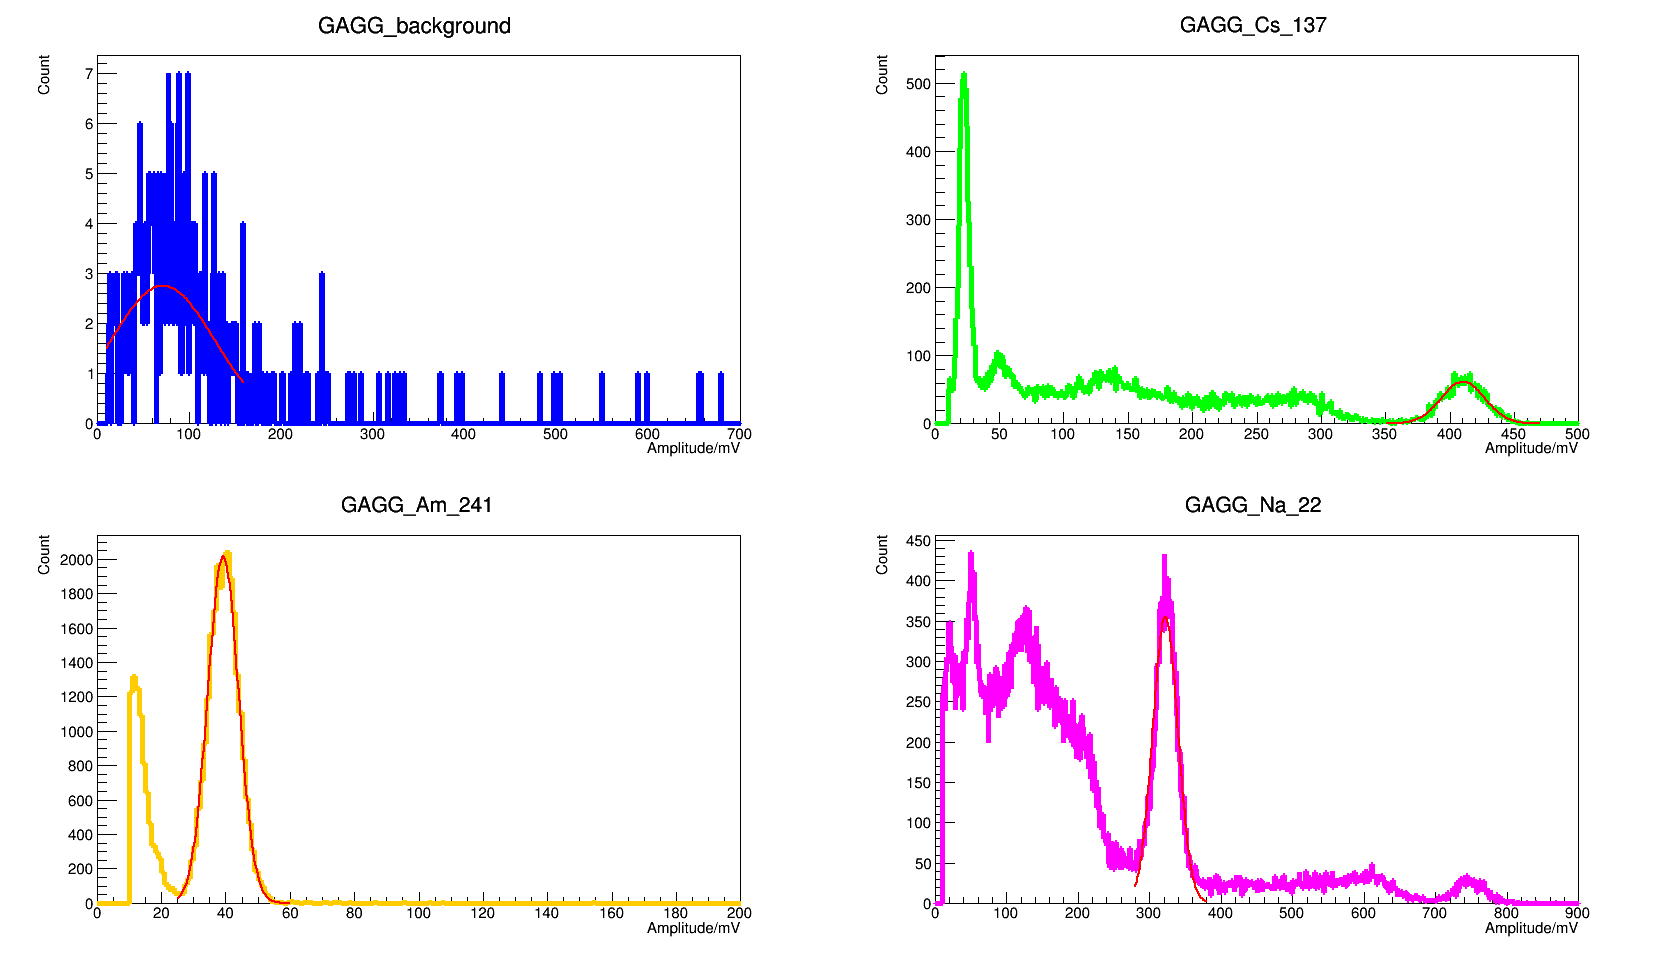 GAGG_background
Count
7
6
5
4
3
2
1
0
0 100 200 300 400 500 600 700
Amplitude/mV
GAGG_Cs_137
Count
500
400
300
200
100
0
0 50 100 150 200 250 300 350 400 450 500
Amplitude/mV
GAGG_Am_241
Count
2000
1800
1600
1400
1200
1000
800
600
400
200
0
0 20 40 60 80 100 120 140 160 180 200
Amplitude/mV
GAGG_Na_22
Count
450
400
350
300
250
200
150
100
50
0
0 100 200 300 400 500 600 700 800 900
Amplitude/mV